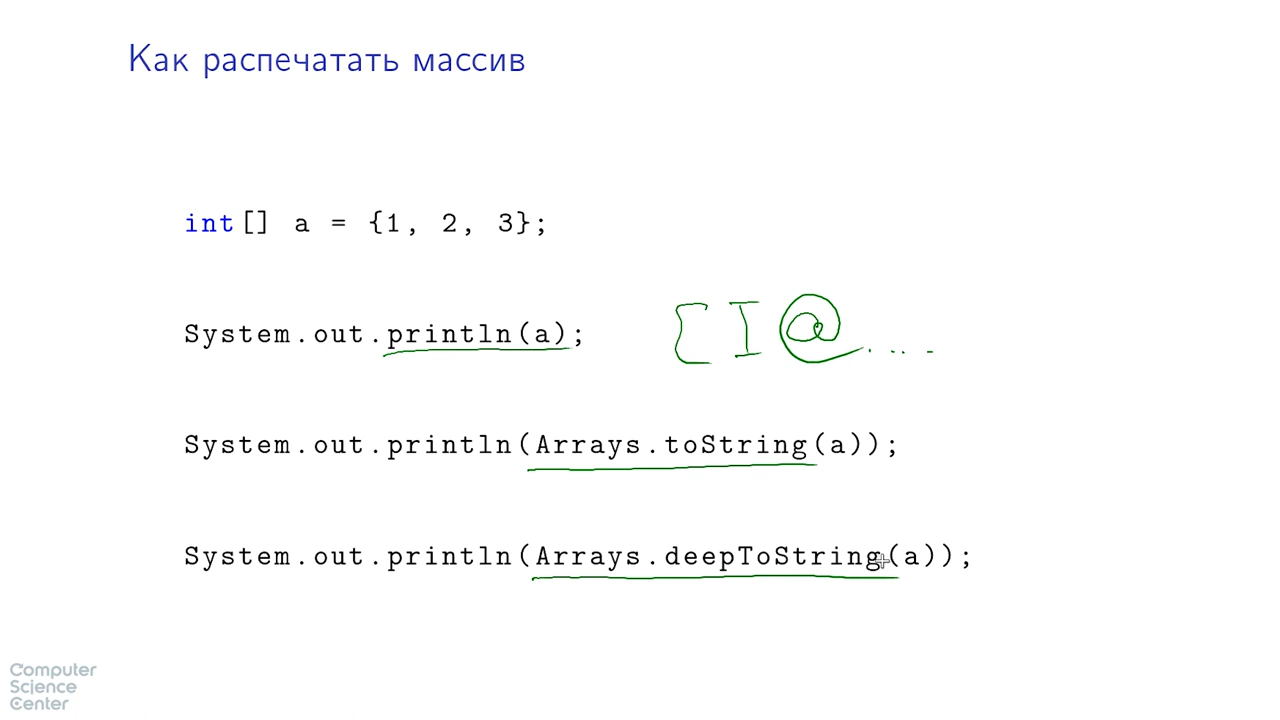 Как распечатать массив
int[] a = {1, 2, 3};
System.out.println(a);
[I@....
System.out.println(Arrays.toString(a));
System.out.println(Arrays.deepToString(a));
Computer
Science
Center